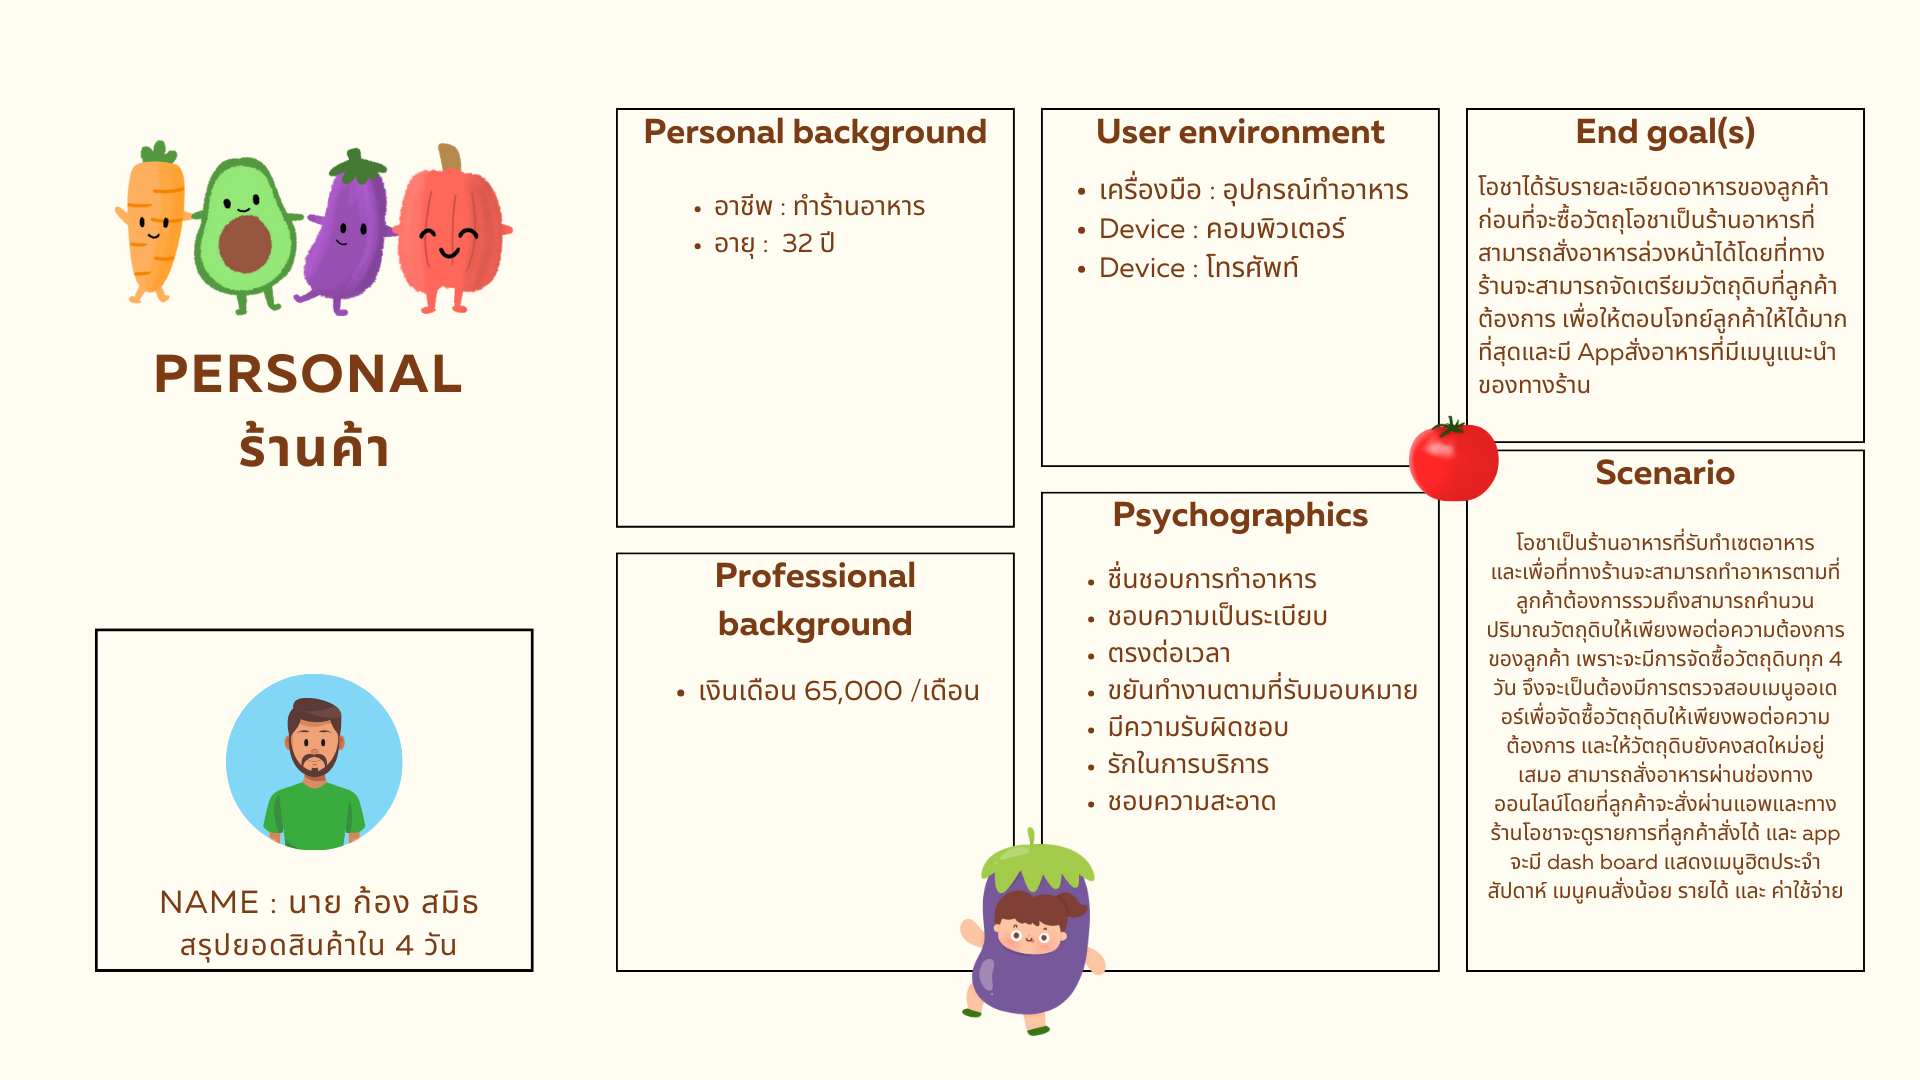 PERSONAL
ร้านค้า
NAME : นาย ก้อง สมิธ
สรุปยอดสินค้าใน 4 วัน
Personal background
อาชีพ : ทำร้านอาหาร
อายุ : 32 ปี
Professional
background
เงินเดือน 65,000 /เดือน
User environment
เครื่องมือ : อุปกรณ์ทำอาหาร
Device : คอมพิวเตอร์
Device : โทรศัพท์
Psychographics
ชื่นชอบการทำอาหาร
ชอบความเป็นระเบียบ
ตรงต่อเวลา
ขยันทำงานตามที่รับมอบหมาย
มีความรับผิดชอบ
รักในการบริการ
ชอบความสะอาด
End goal(s)
โอชาได้รับรายละเอียดอาหารของลูกค้า
ก่อนที่จะซื้อวัตถุโอชาเป็นร้านอาหารที่
สามารถสั่งอาหารล่วงหน้าได้โดยที่ทาง
ร้านจะสามารถจัดเตรียมวัตถุดิบที่ลูกค้า
ต้องการ เพื่อให้ตอบโจทย์ลูกค้าให้ได้มาก
ที่สุดและมี Appสั่งอาหารที่มีเมนูแนะนำ
ของทางร้าน
Scenario
โอชาเป็นร้านอาหารที่รับทำเซตอาหาร
และเพื่อที่ทางร้านจะสามารถทำอาหารตามที่
ลูกค้าต้องการรวมถึงสามารถคำนวน
ปริมาณวัตถุดิบให้เพียงพอต่อความต้องการ
ของลูกค้า เพราะจะมีการจัดซื้อวัตถุดิบทุก 4
วัน จึงจะเป็นต้องมีการตรวจสอบเมนูออเด
อร์เพื่อจัดซื้อวัตถุดิบให้เพียงพอต่อความ
ต้องการ และให้วัตถุดิบยังคงสดใหม่อยู่
เสมอ สามารถสั่งอาหารผ่านช่องทาง
ออนไลน์โดยที่ลูกค้าจะสั่งผ่านแอพและทาง
ร้านโอชาจะดูรายการที่ลูกค้าสั่งได้ และ app
จะมี dash board แสดงเมนูฮิตประจำ
สัปดาห์ เมนูคนสั่งน้อย รายได้ และ ค่าใช้จ่าย